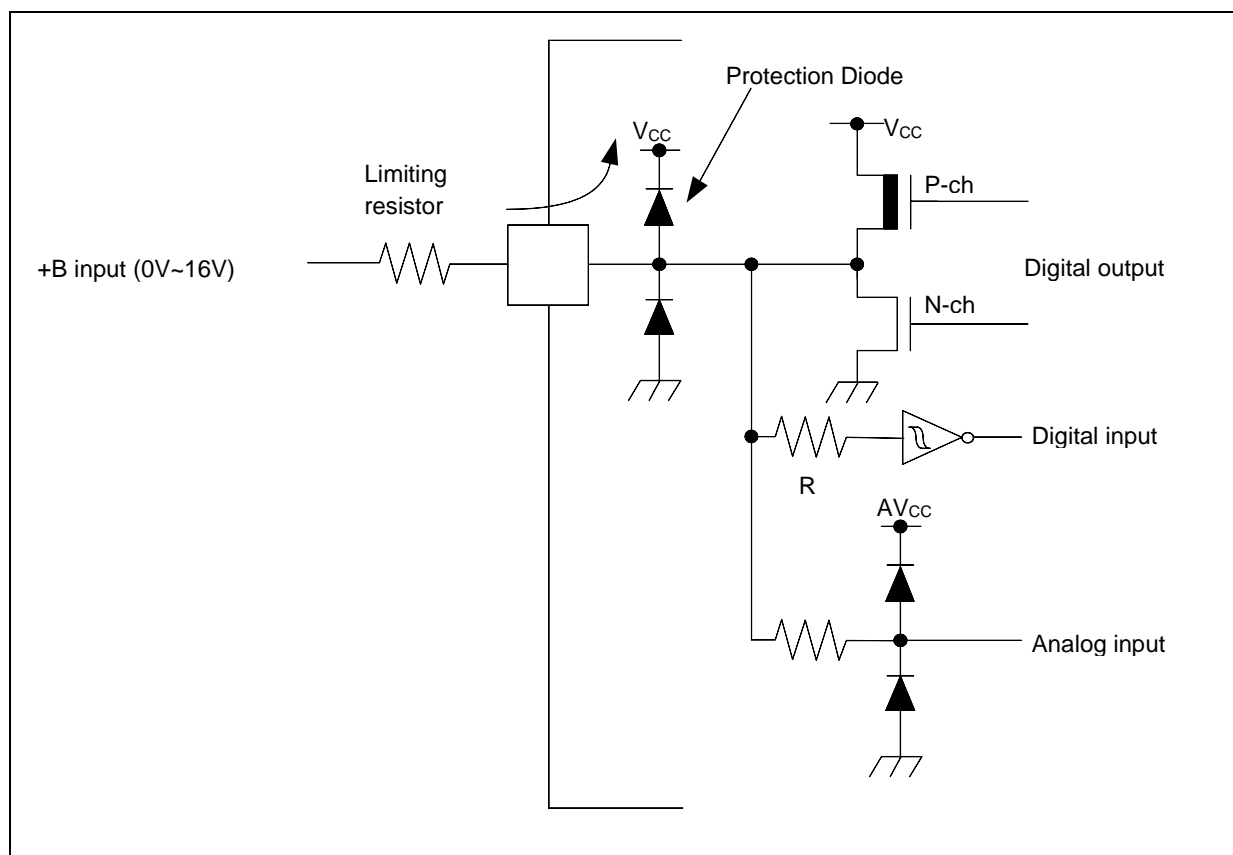 Protection Diode
VCC
VCC
Limiting
resistor
P-ch
+B input (0V~16V)
Digital output
N-ch
Digital input
R
AVCC
Analog input